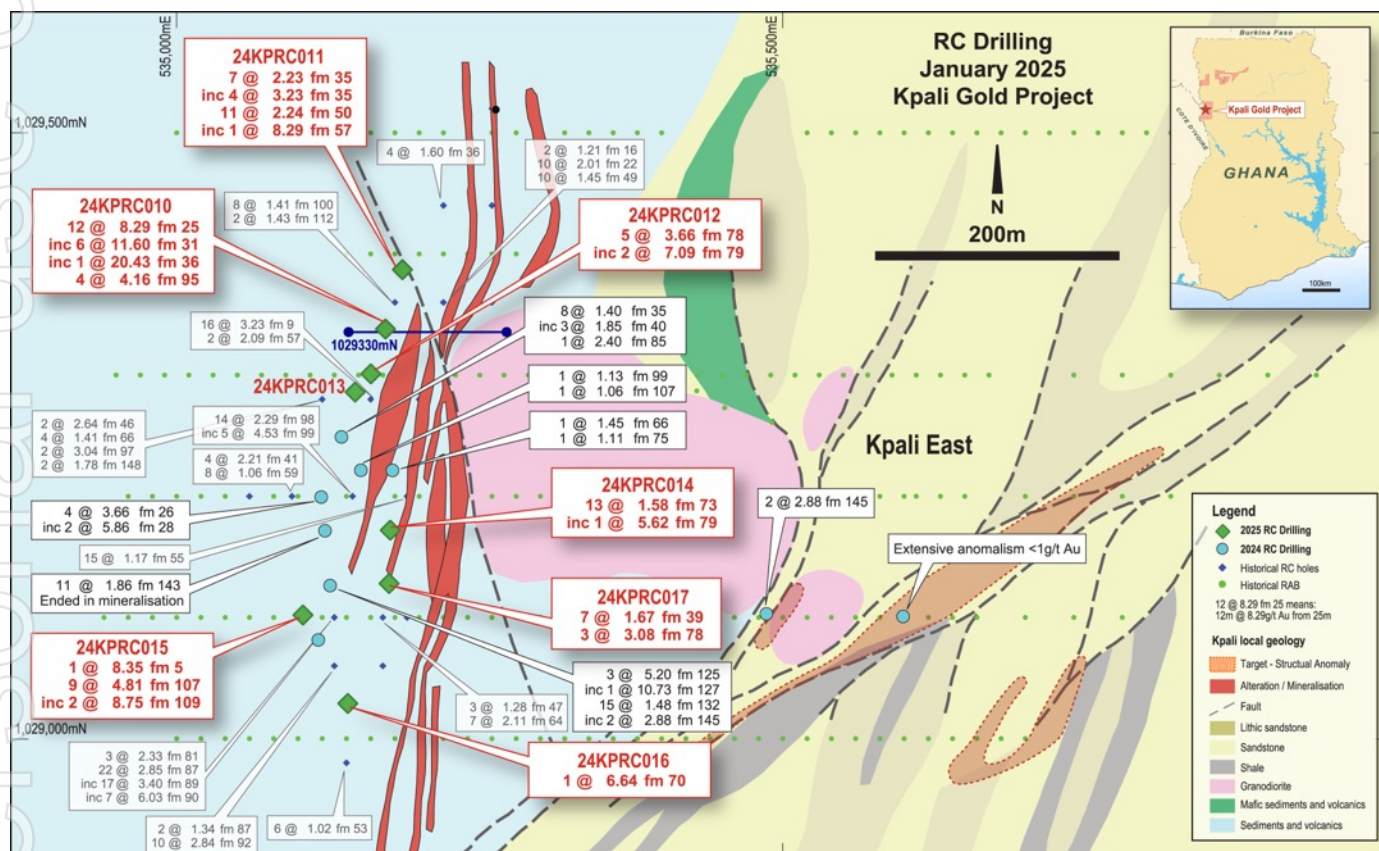 For personal use only
535,000mE
535,500mE
1,029,500mN
1,029,000mN
RC Drilling
January 2025
Kpali Gold Project
N
200m
Burkina Faso
COTE D'IVOIRE
Kpali Gold Project
GHANA
100km
24KPRC011
7 @ 2.23 fm 35
inc 4 @ 3.23 fm 35
11 @ 2.24 fm 50
inc 1 @ 8.29 fm 57
4 @ 1.60 fm 36
2 @ 1.21 fm 16
10 @ 2.01 fm 22
10 @ 1.45 fm 49
8 @ 1.41 fm 100
2 @ 1.43 fm 112
24KPRC010
12 @ 8.29 fm 25
inc 6 @ 11.60 fm 31
inc 1 @ 20.43 fm 36
4 @ 4.16 fm 95
24KPRC012
5 @ 3.66 fm 78
inc 2 @ 7.09 fm 79
16 @ 3.23 fm 9
2 @ 2.09 fm 57
1029330mN
8 @ 1.40 fm 35
inc 3 @ 1.85 fm 40
1 @ 2.40 fm 85
24KPRC013
1 @ 1.13 fm 99
1 @ 1.06 fm 107
2 @ 2.64 fm 46
4 @ 1.41 fm 66
2 @ 3.04 fm 97
2 @ 1.78 fm 148
14 @ 2.29 fm 98
inc 5 @ 4.53 fm 99
1 @ 1.45 fm 66
1 @ 1.11 fm 75
4 @ 2.21 fm 41
8 @ 1.06 fm 59
Kpali East
24KPRC014
13 @ 1.58 fm 73
inc 1 @ 5.62 fm 79
2 @ 2.88 fm 145
4 @ 3.66 fm 26
inc 2 @ 5.86 fm 28
Extensive anomalism <1g/t Au
15 @ 1.17 fm 55
11 @ 1.86 fm 143
Ended in mineralisation
24KPRC017
7 @ 1.67 fm 39
3 @ 3.08 fm 78
24KPRC015
1 @ 8.35 fm 5
9 @ 4.81 fm 107
inc 2 @ 8.75 fm 109
3 @ 5.20 fm 125
inc 1 @ 10.73 fm 127
15 @ 1.48 fm 132
inc 2 @ 2.88 fm 145
3 @ 1.28 fm 47
7 @ 2.11 fm 64
24KPRC016
1 @ 6.64 fm 70
3 @ 2.33 fm 81
22 @ 2.85 fm 87
inc 17 @ 3.40 fm 89
inc 7 @ 6.03 fm 90
2 @ 1.34 fm 87
10 @ 2.84 fm 92
6 @ 1.02 fm 53
Legend
2025 RC Drilling
2024 RC Drilling
Historical RC holes
Historical RAB
12 @ 8.29 fm 25 means:
12m @ 8.29g/t Au from 25m
Kpali local geology
Target - Structual Anomaly
Alteration / Mineralisation
Fault
Lithic sandstone
Sandstone
Shale
Granodiorite
Mafic sediments and volcanics
Sediments and volcanics